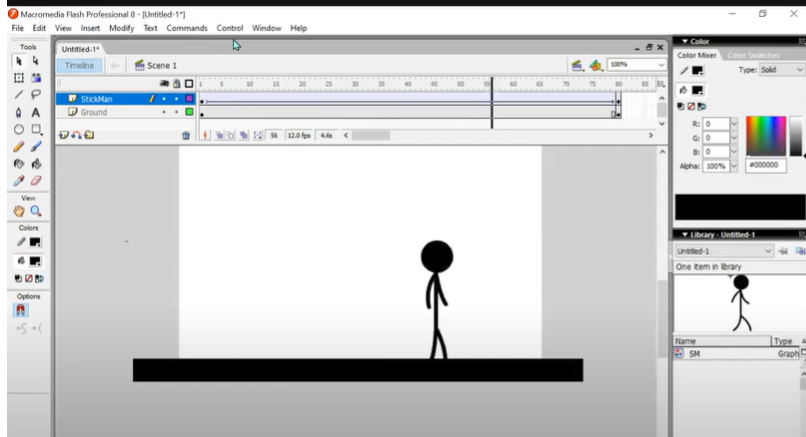 Macromedia Flash Professional 8 - [Untitled-1*]
File Edit View Insert Modify Text Commands Control Window Help
Tools
View
Colors
Options
Untitled-1*
Timeline Scene 1 100%
1 5 10 15 20 25 30 35 40 45 50 55 60 65 70 75 80 85
StickMan
Ground
56 12.0 fps 4.6s
Color
Color Mixer Color Swatches
Type: Solid
R: 0
G: 0
B: 0
Alpha: 100% #000000
Library - Untitled-1
Untitled-1
One item in library
Name Type
SM Graph